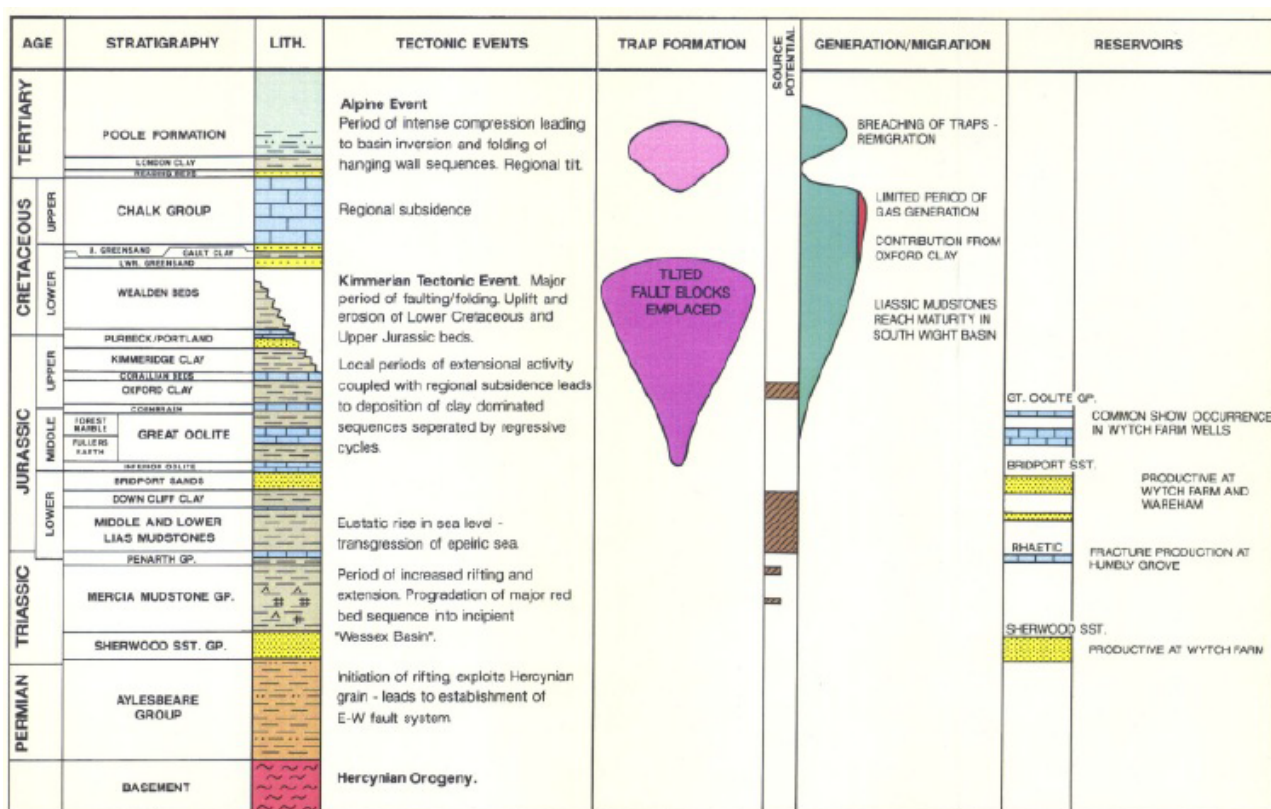 AGE
STRATIGRAPHY
LITH.
TECTONIC EVENTS
TRAP FORMATION
SOURCE
POTENTIAL
GENERATION/MIGRATION
RESERVOIRS
TERTIARY
CRETACEOUS
UPPER
LOWER
JURASSIC
UPPER
MIDDLE
LOWER
TRIASSIC
PERMIAN
POOLE FORMATION
LONDON CLAY
READING BEDS
CHALK GROUP
U. GREENSAND
GAULT CLAY
LWR. GREENSAND
WEALDEN BEDS
PURBECK/PORTLAND
KIMMERIDGE CLAY
CORALLIAN BEDS
OXFORD CLAY
CORNBRASH
FOREST
MARBLE
FULLERS
EARTH
GREAT OOLITE
INFERIOR OOLITE
BRIDPORT SANDS
DOWN CLIFF CLAY
MIDDLE AND LOWER
LIAS MUDSTONES
PENARTH GP.
MERCIA MUDSTONE GP.
SHERWOOD SST. GP.
AYLESBEARE
GROUP
BASEMENT
Alpine Event
Period of intense compression leading
to basin inversion and folding of
hanging wall sequences. Regional tilt.
Regional subsidence
Kimmerian Tectonic Event. Major
period of faulting/folding. Uplift and
erosion of Lower Cretaceous and
Upper Jurassic beds.
Local periods of extensional activity
coupled with regional subsidence leads
to deposition of clay dominated
sequences seperated by regressive
cycles.
Eustatic rise in sea level -
transgression of epeiric sea.
Period of increased rifting and
extension. Progradation of major red
bed sequence into incipient
"Wessex Basin".
Initiation of rifting, exploits Hercynian
grain - leads to establishment of
E-W fault system
Hercynian Orogeny.
TILTED
FAULT BLOCKS
EMPLACED
BREACHING OF TRAPS -
REMIGRATION
LIMITED PERIOD OF
GAS GENERATION
CONTRIBUTION FROM
OXFORD CLAY
LIASSIC MUDSTONES
REACH MATURITY IN
SOUTH WIGHT BASIN
GT. OOLITE GP.
COMMON SHOW OCCURRENCE
IN WYTCH FARM WELLS
BRIDPORT SST.
PRODUCTIVE AT
WYTCH FARM AND
WAREHAM
RHAETIC
FRACTURE PRODUCTION AT
HUMBLY GROVE
SHERWOOD SST.
PRODUCTIVE AT WYTCH FARM